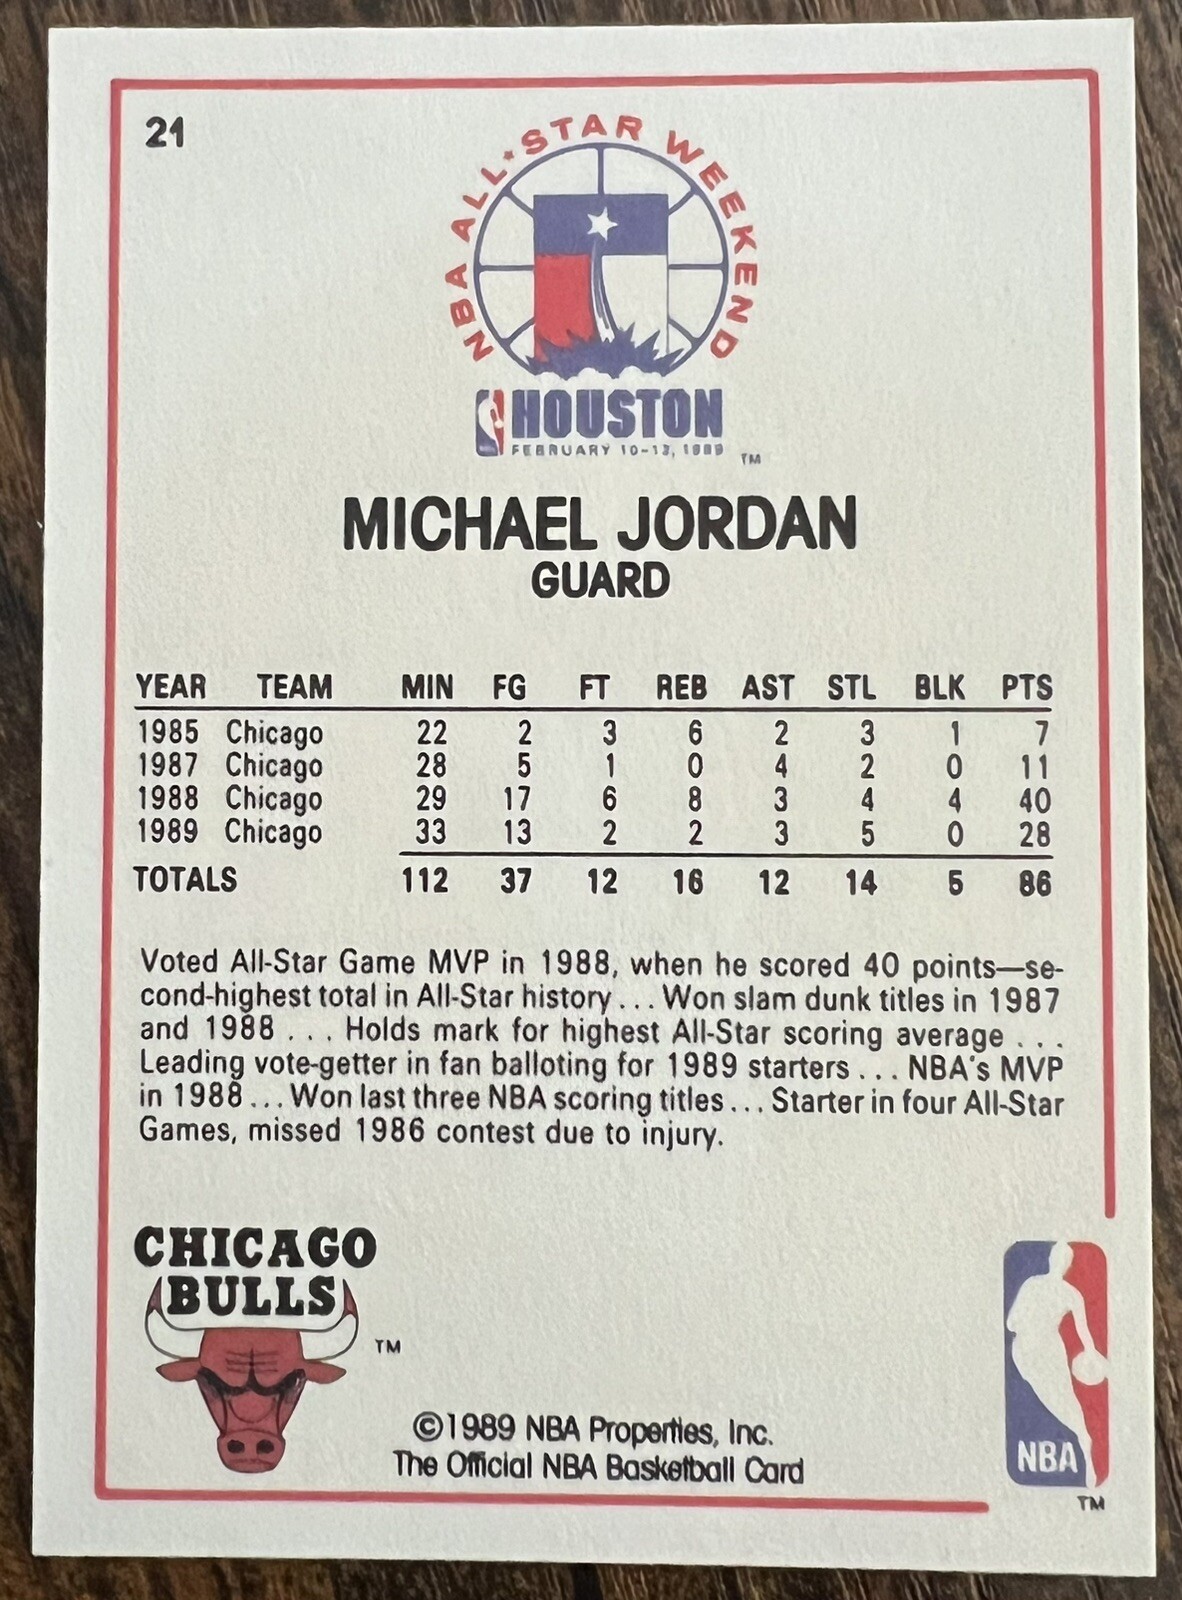 21
NBA ALL★STAR WEEKEND
HOUSTON
FEBRUARY 10-12, 1989
TM
MICHAEL JORDAN
GUARD
YEAR TEAM MIN FG FT REB AST STL BLK PTS
1985 Chicago 22 2 3 6 2 3 1 7
1987 Chicago 28 5 1 0 4 2 0 11
1988 Chicago 29 17 6 8 3 4 4 40
1989 Chicago 33 13 2 2 3 5 0 28
TOTALS 112 37 12 16 12 14 5 86
Voted All-Star Game MVP in 1988, when he scored 40 points—se-
cond-highest total in All-Star history . . . Won slam dunk titles in 1987
and 1988 . . . Holds mark for highest All-Star scoring average . . .
Leading vote-getter in fan balloting for 1989 starters . . . NBA's MVP
in 1988 . . . Won last three NBA scoring titles . . . Starter in four All-Star
Games, missed 1986 contest due to injury.
CHICAGO
BULLS
TM
©1989 NBA Properties, Inc.
The Official NBA Basketball Card
NBA
TM